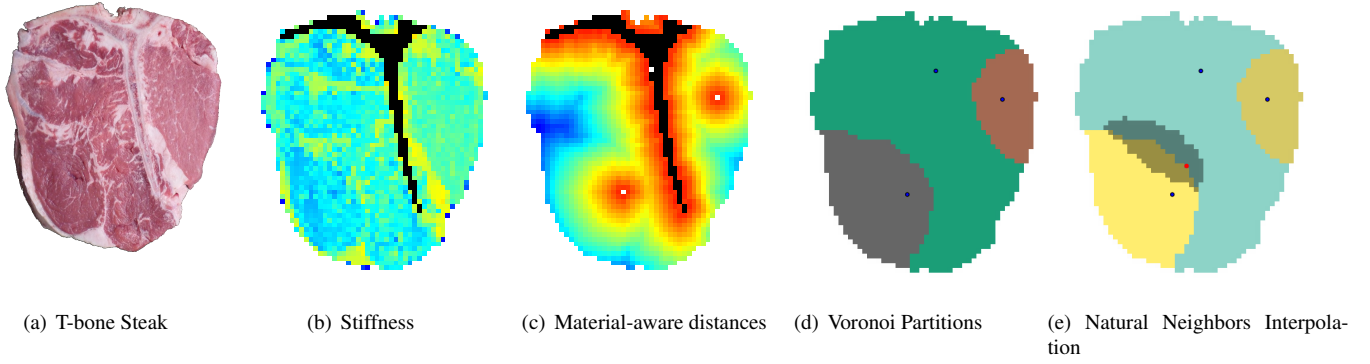 (a) T-bone Steak
(b) Stiffness
(c) Material-aware distances
(d) Voronoi Partitions
(e) Natural Neighbors Interpola-
tion